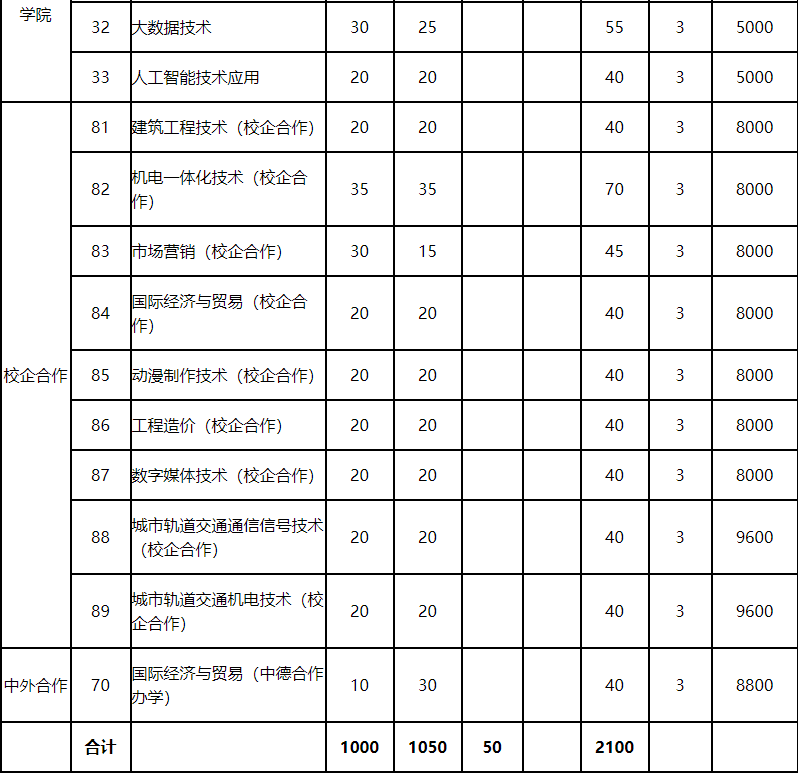 学院
32 大数据技术 30 25 55 3 5000
33 人工智能技术应用 20 20 40 3 5000
校企合作
81 建筑工程技术（校企合作） 20 20 40 3 8000
82 机电一体化技术（校企合
作） 35 35 70 3 8000
83 市场营销（校企合作） 30 15 45 3 8000
84 国际经济与贸易（校企合
作） 20 20 40 3 8000
85 动漫制作技术（校企合作） 20 20 40 3 8000
86 工程造价（校企合作） 20 20 40 3 8000
87 数字媒体技术（校企合作） 20 20 40 3 8000
88 城市轨道交通通信信号技术
（校企合作） 20 20 40 3 9600
89 城市轨道交通机电技术（校
企合作） 20 20 40 3 9600
中外合作 70 国际经济与贸易（中德合作
办学） 10 30 40 3 8800
合计 1000 1050 50 2100